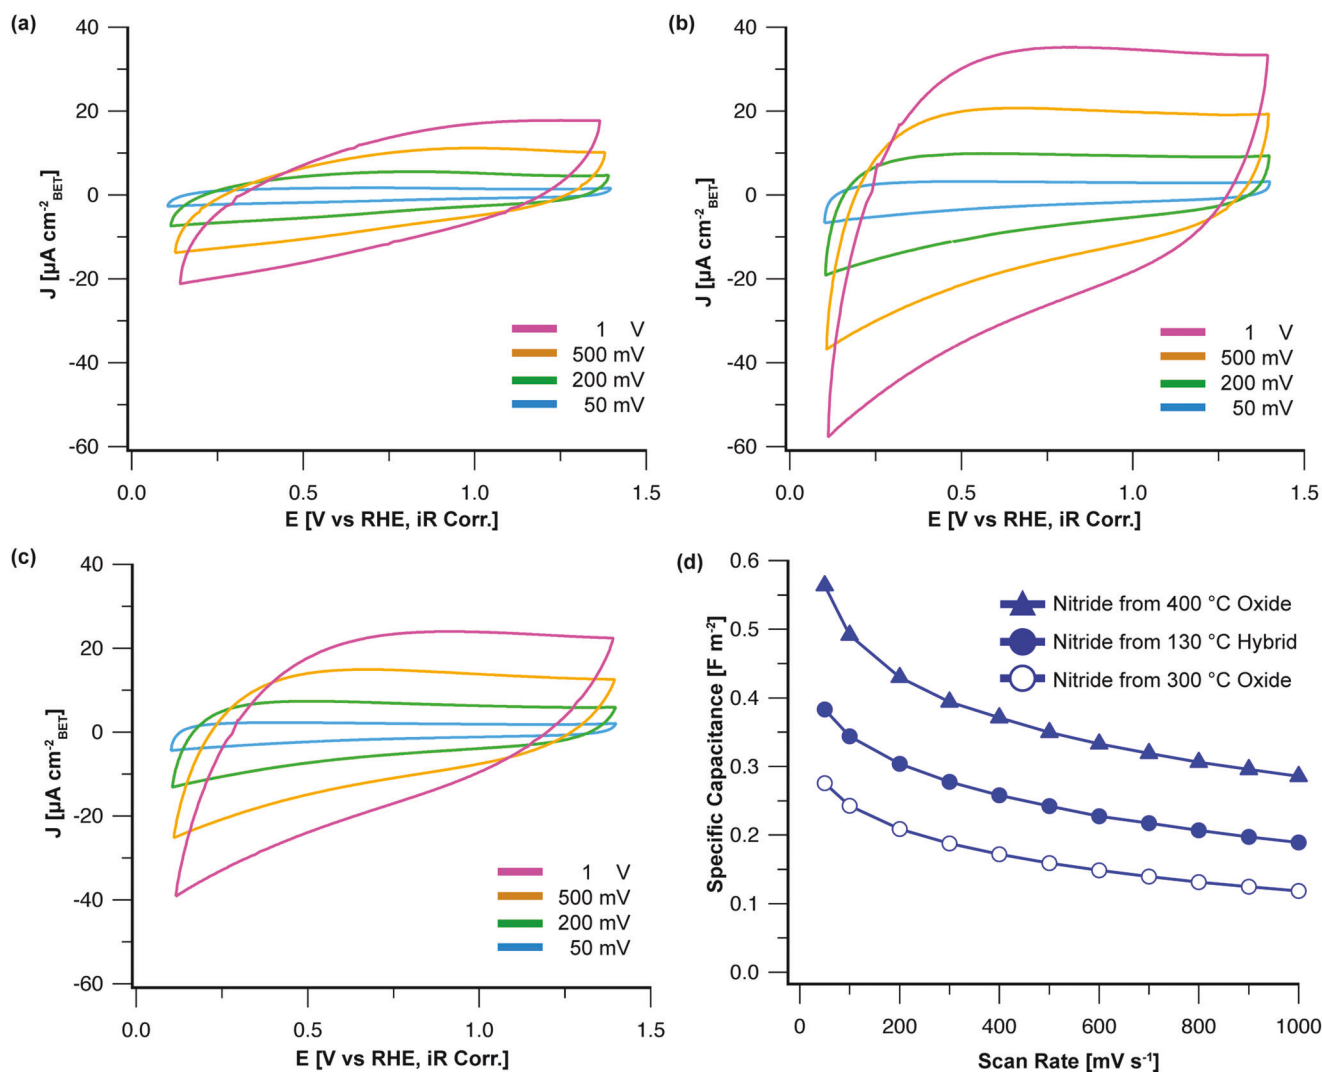 (a)
40
20
0
-20
-40
-60
J [µA cm⁻²BET]
1 V
500 mV
200 mV
50 mV
0.0 0.5 1.0 1.5
E [V vs RHE, iR Corr.]
(b)
40
20
0
-20
-40
-60
J [µA cm⁻²BET]
1 V
500 mV
200 mV
50 mV
0.0 0.5 1.0 1.5
E [V vs RHE, iR Corr.]
(c)
40
20
0
-20
-40
-60
J [µA cm⁻²BET]
1 V
500 mV
200 mV
50 mV
0.0 0.5 1.0 1.5
E [V vs RHE, iR Corr.]
(d)
0.6
0.5
0.4
0.3
0.2
0.1
0.0
Specific Capacitance [F m⁻²]
Nitride from 400 °C Oxide
Nitride from 130 °C Hybrid
Nitride from 300 °C Oxide
0 200 400 600 800 1000
Scan Rate [mV s⁻¹]